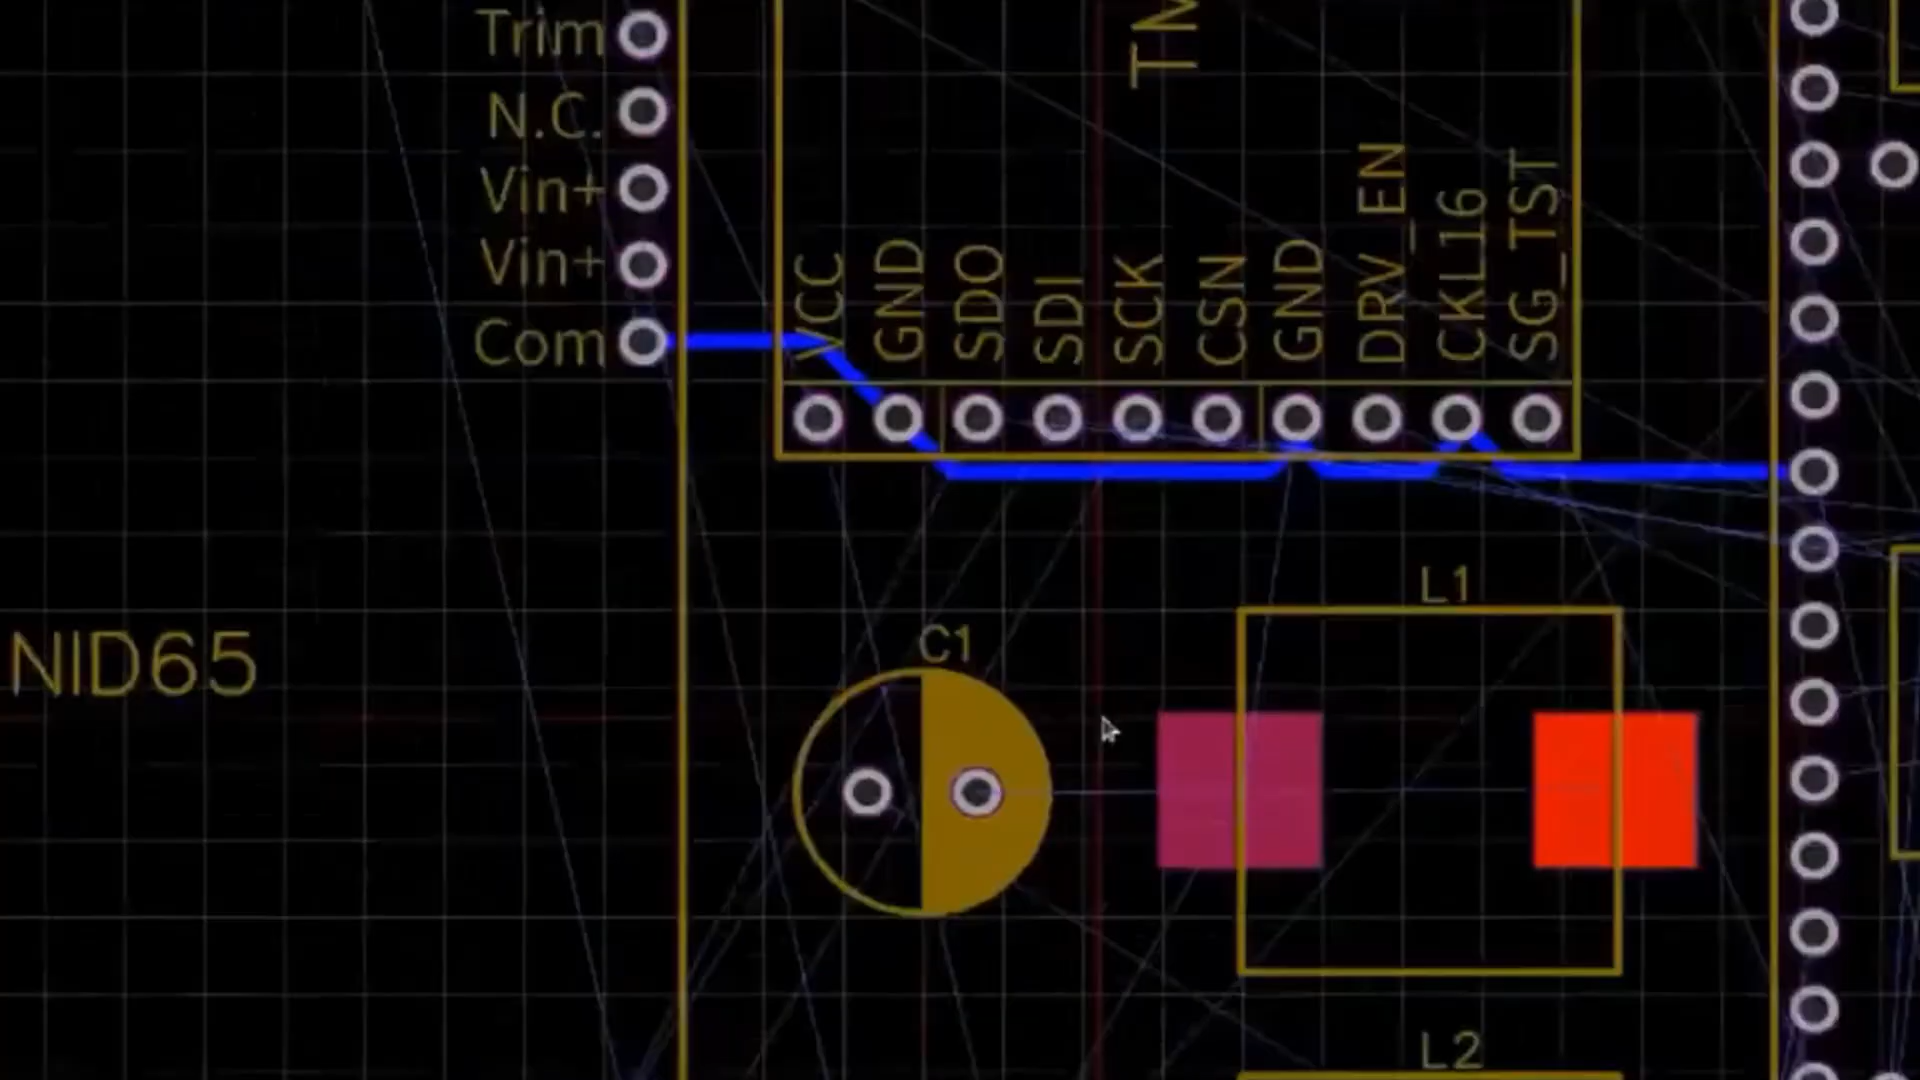 Trim
N.C.
Vin+
Vin+
Com
TM
VCC
GND
SDO
SDI
SCK
CSN
GND
DRV_EN
CKL16
SG_TST
NID65
C1
L1
L2